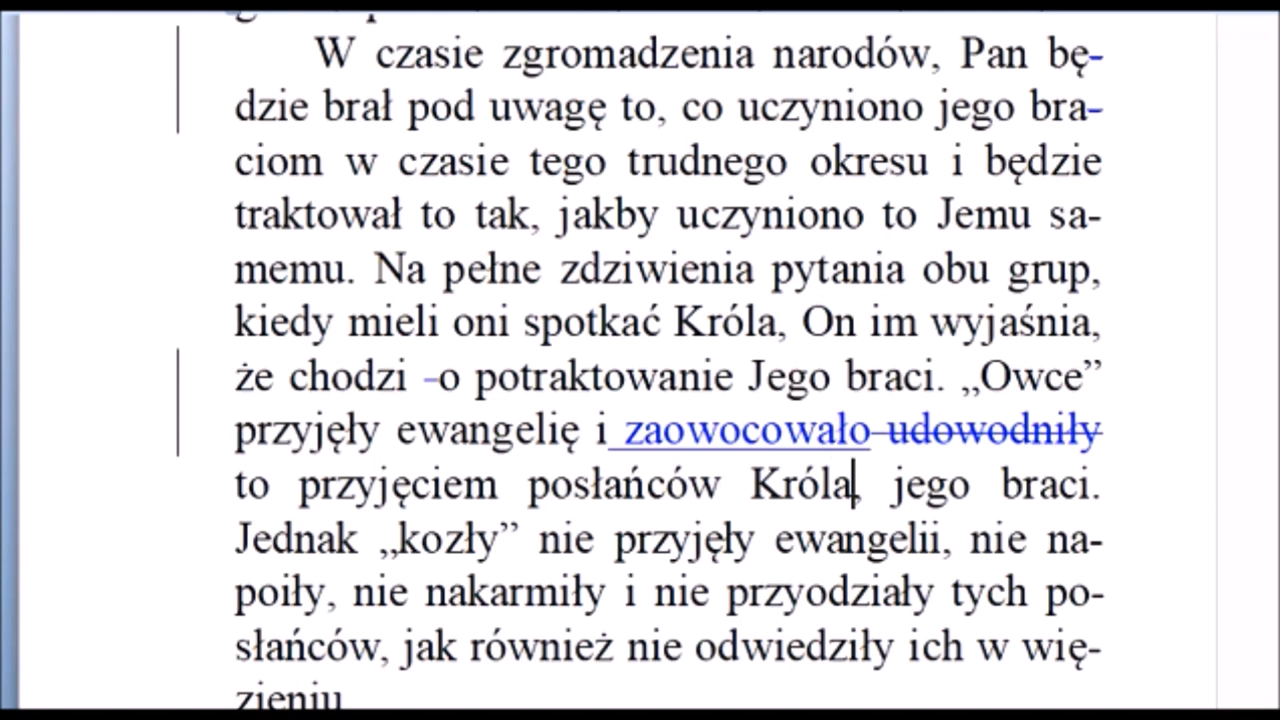 W czasie zgromadzenia narodów, Pan bę-
dzie brał pod uwagę to, co uczyniono jego bra-
ciom w czasie tego trudnego okresu i będzie
traktował to tak, jakby uczyniono to Jemu sa-
memu. Na pełne zdziwienia pytania obu grup,
kiedy mieli oni spotkać Króla, On im wyjaśnia,
że chodzi -o potraktowanie Jego braci. „Owce”
przyjęły ewangelię i zaowocowało udowodniły
to przyjęciem posłańców Króla, jego braci.
Jednak „kozły” nie przyjęły ewangelii, nie na-
poiły, nie nakarmiły i nie przyodziały tych po-
słańców, jak również nie odwiedziły ich w wię-
zieniu